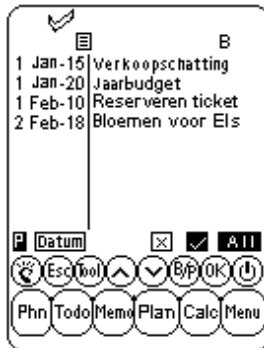 B
1 Jan-15 Verkoopschatting
1 Jan-20 Jaarbudget
1 Feb-10 Reserveren ticket
2 Feb-18 Bloemen voor Els
P Datum All
Esc Tool B/P OK
Phn Todo Memo Plan Calc Menu